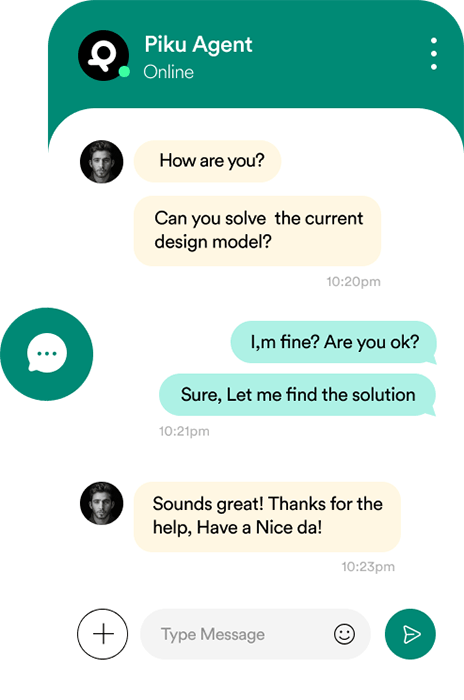 Piku Agent
Online
How are you?
Can you solve the current
design model?
10:20pm
I,m fine? Are you ok?
Sure, Let me find the solution
10:21pm
Sounds great! Thanks for the
help, Have a Nice da!
10:23pm
Type Message